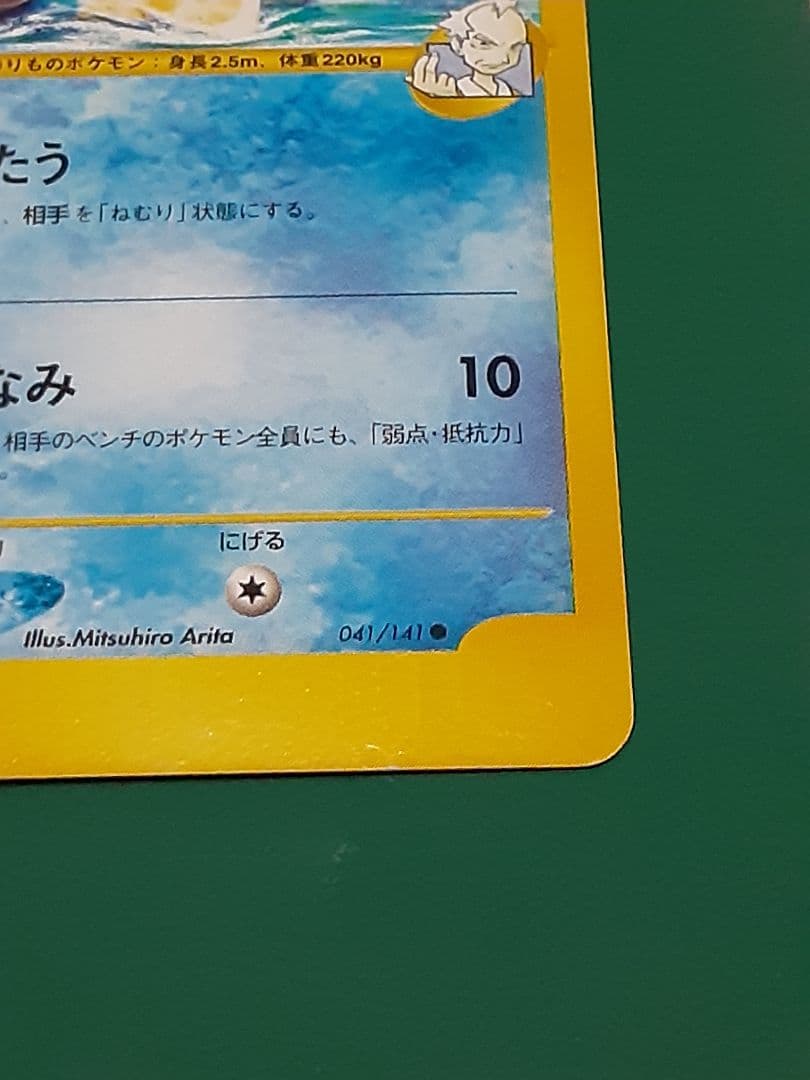 りものポケモン：身長2.5m、体重220kg
たう
、相手を「ねむり」状態にする。
なみ 10
相手のベンチのポケモン全員にも、「弱点・抵抗力」
。
にげる
Illus.Mitsuhiro Arita 041/141●